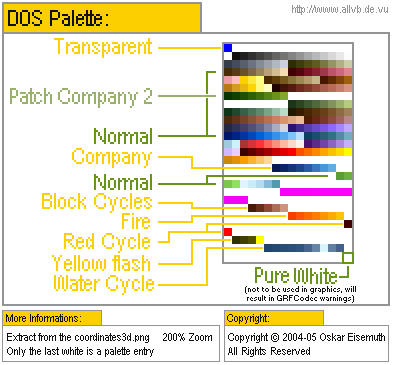 DOS Palette:
http://www.allvb.de.vu
Transparent
Patch Company 2
Normal
Company
Normal
Block Cycles
Fire
Red Cycle
Yellow flash
Water Cycle
Pure White
(not to be used in graphics, will
result in GRFCodec warnings)
More Informations:
Extract from the coordinates3d.png 200% Zoom
Only the last white is a palette entry
Copyright:
Copyright © 2004-05 Oskar Eisemuth
All Rights Reserved